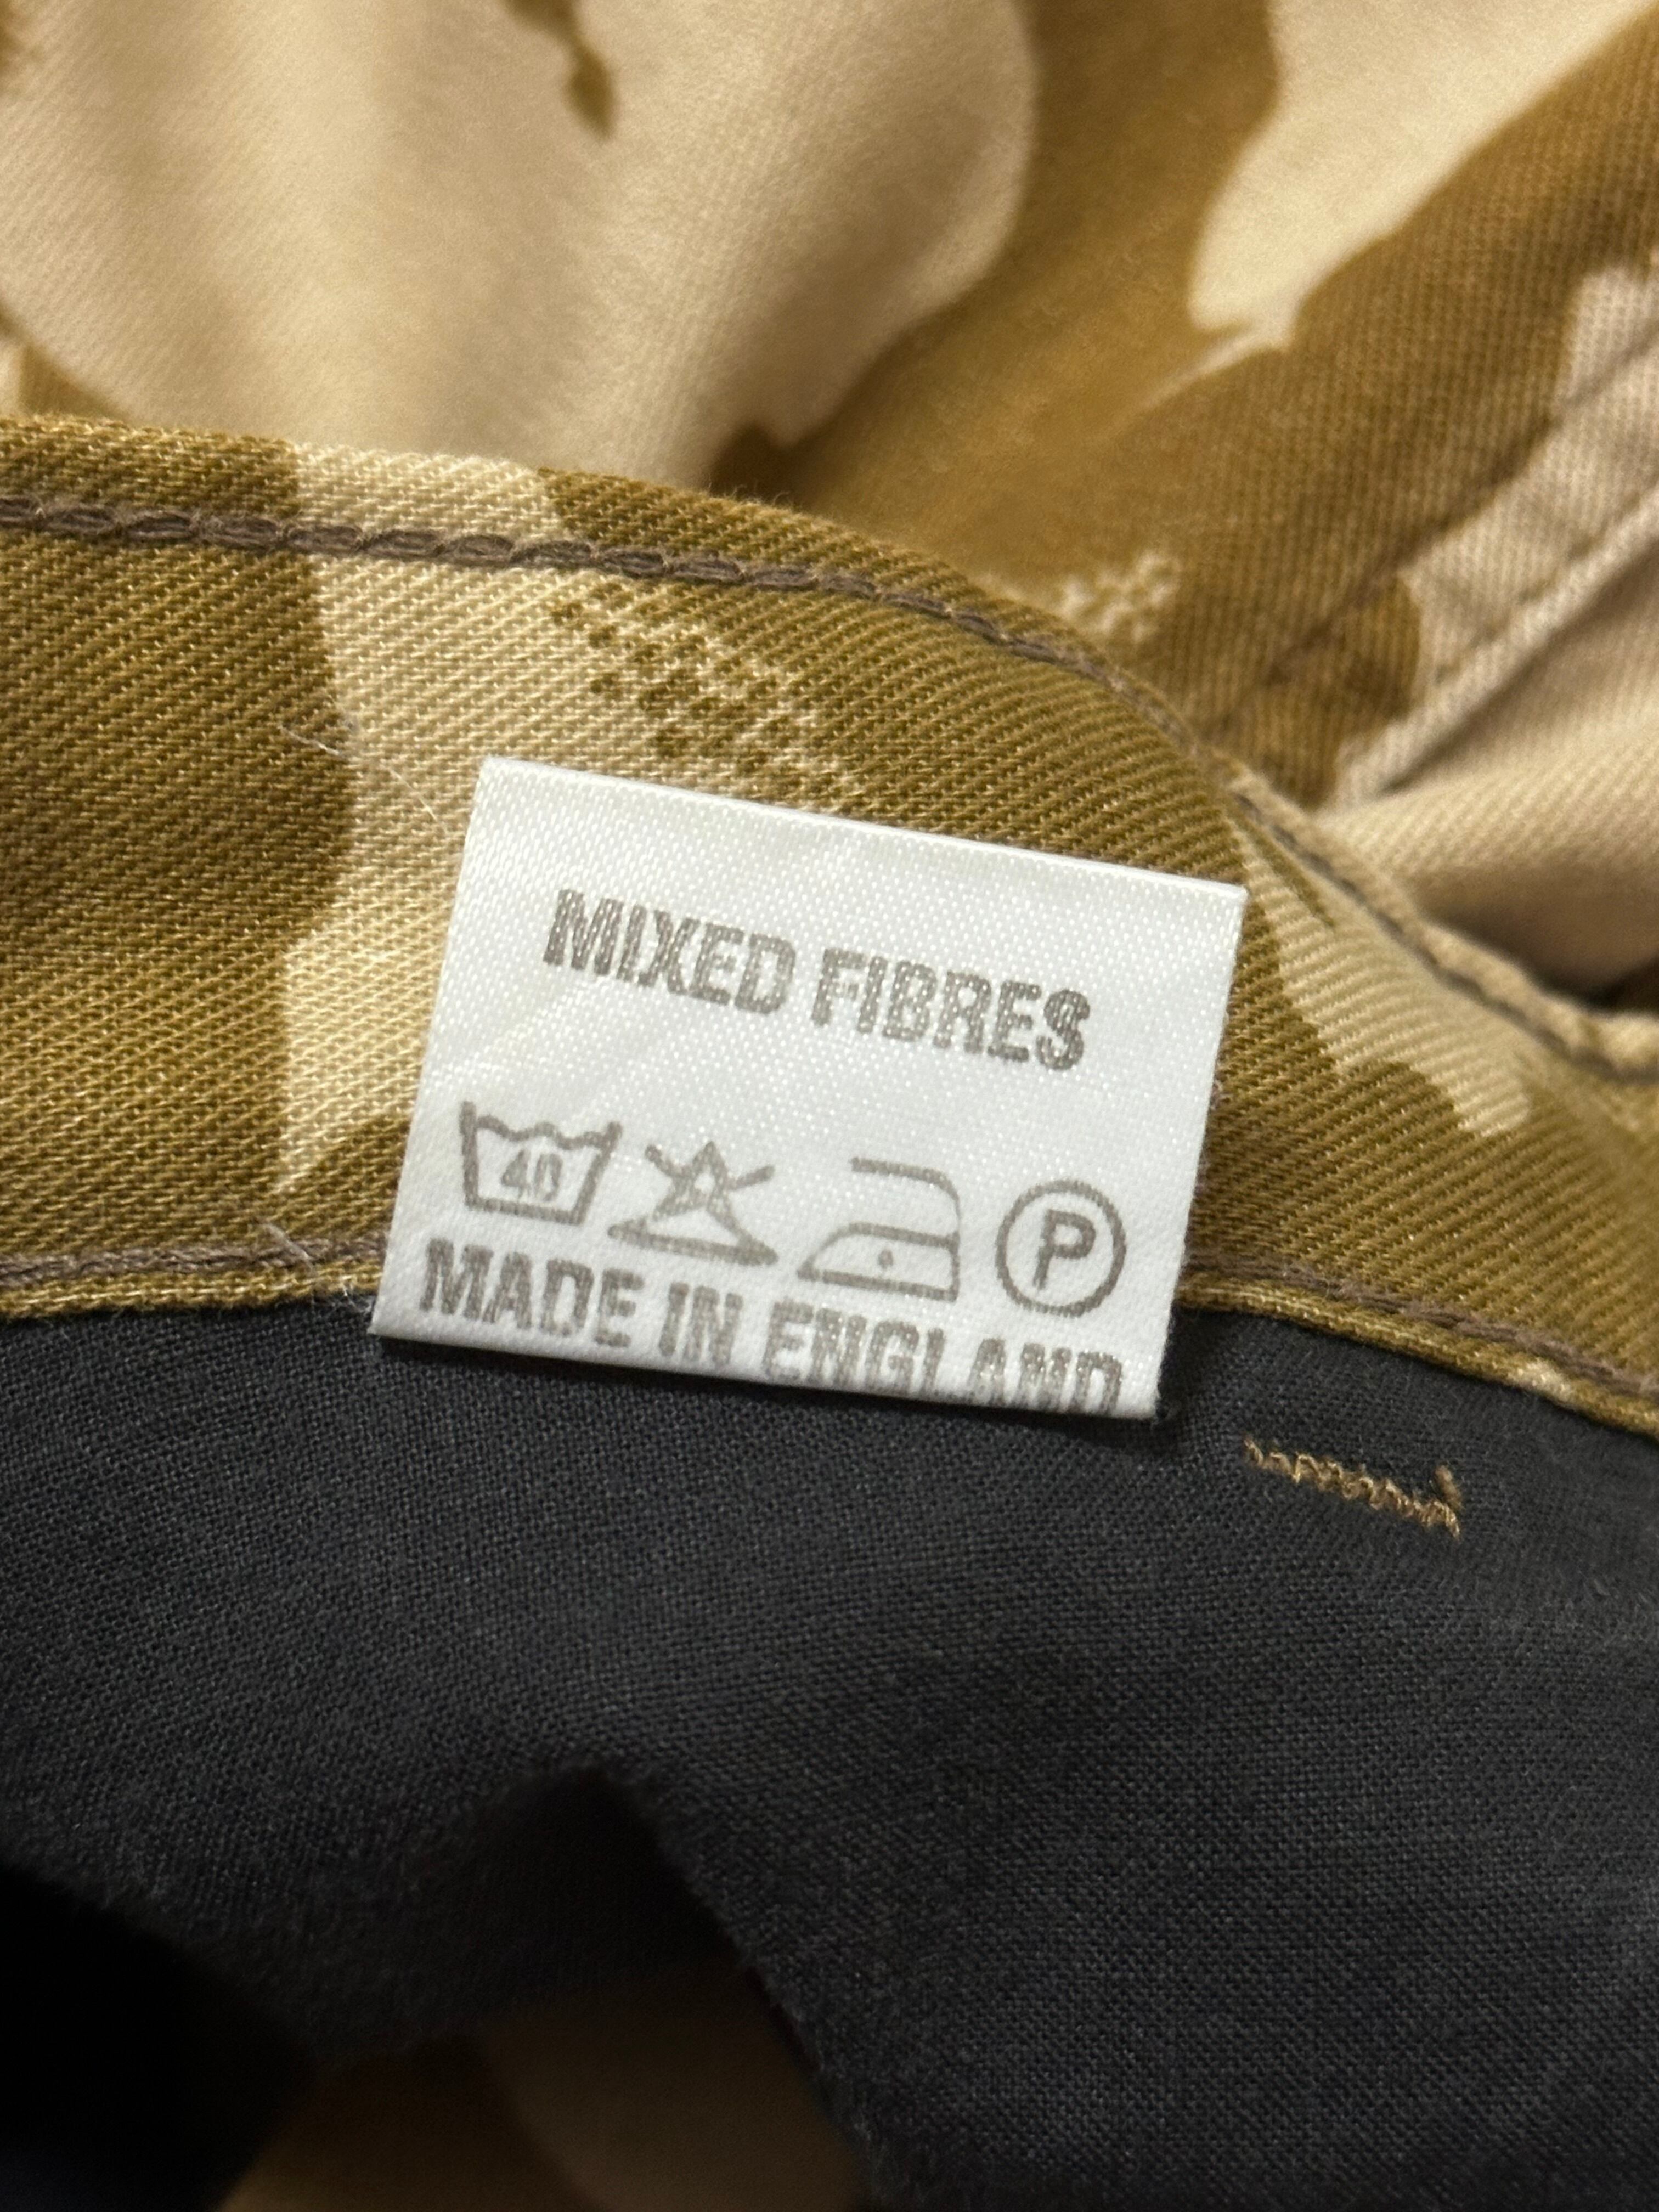 MIXED FIBRES
40 P
MADE IN ENGLAND